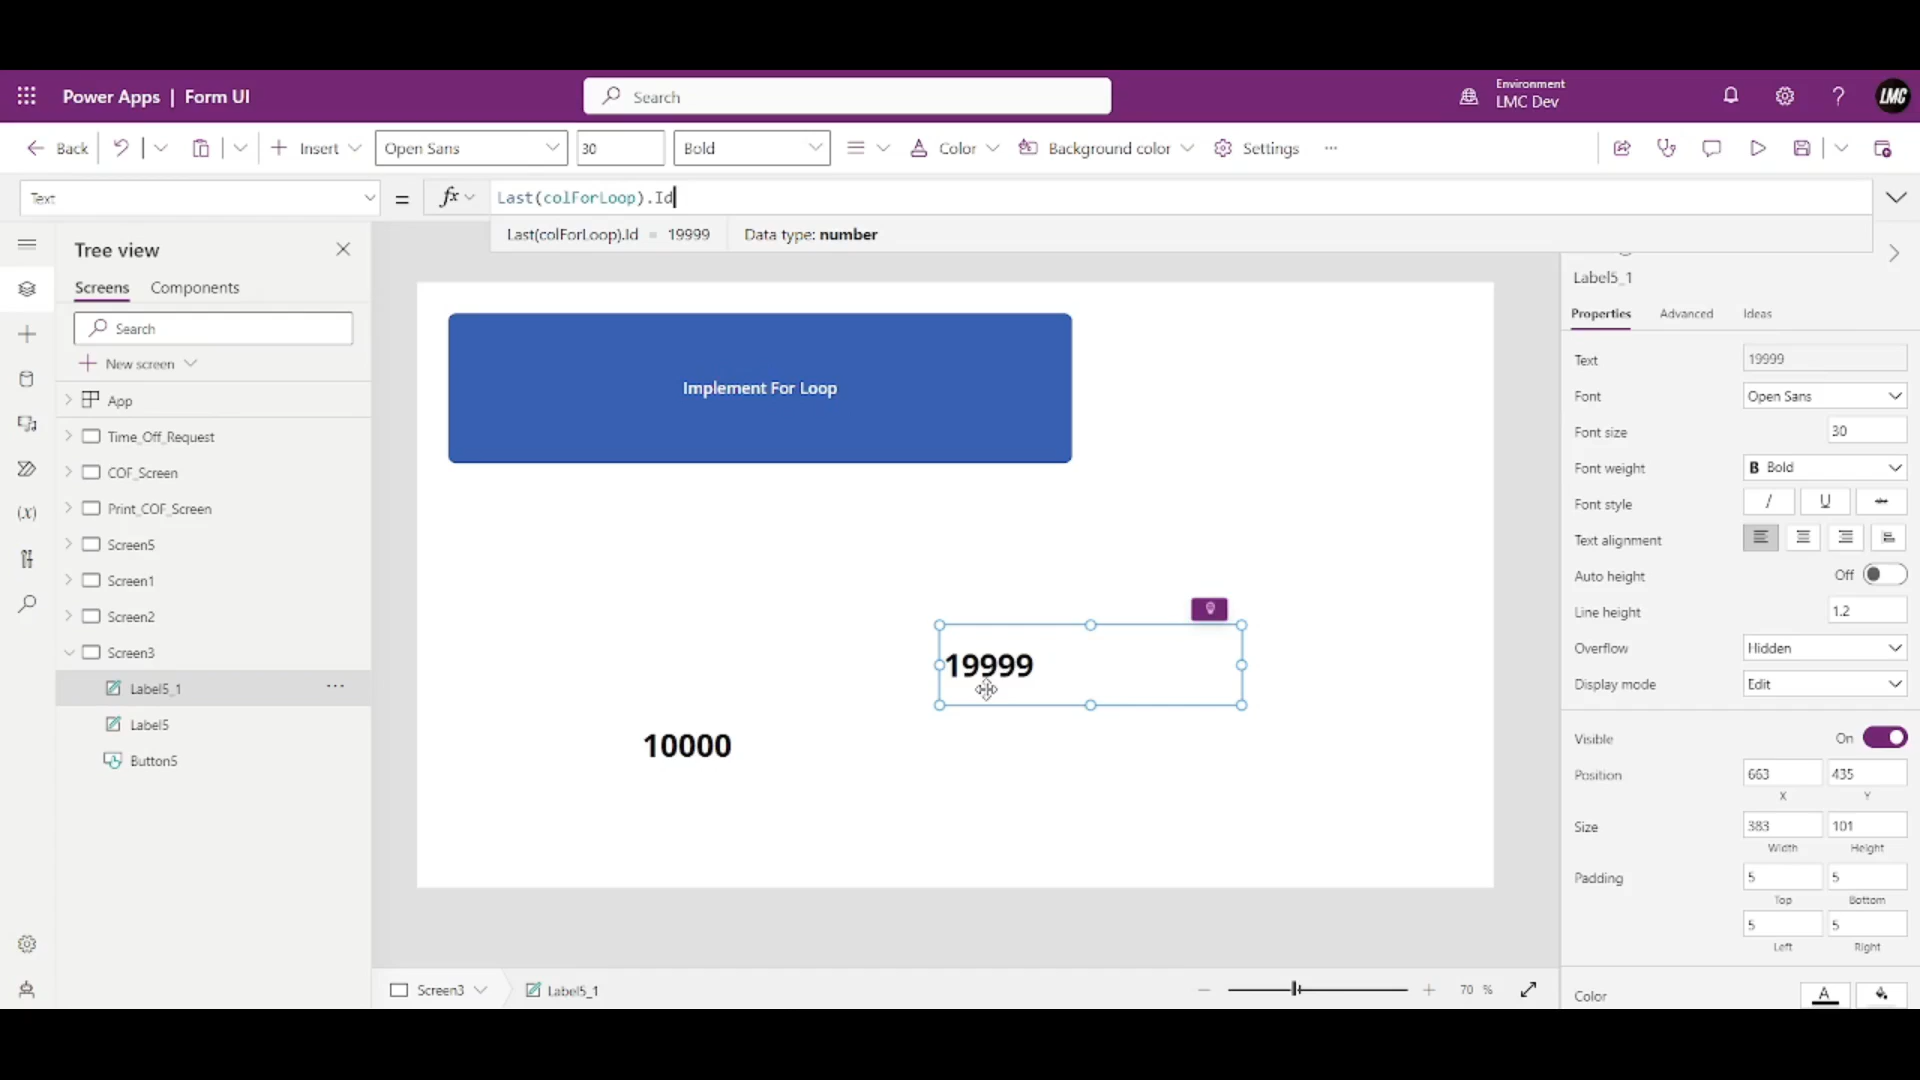 Power Apps | Form UI
Search
Environment
LMC Dev
LMC
Back
Insert
Open Sans
30
Bold
Color
Background color
Settings
Text
=
fx
Last(colForLoop).Id
Last(colForLoop).Id = 19999
Data type: number
Tree view
Screens
Components
Search
New screen
App
Time_Off_Request
COF_Screen
Print_COF_Screen
Screen5
Screen1
Screen2
Screen3
Label5_1
Label5
Button5
Implement For Loop
19999
10000
Label5_1
Properties
Advanced
Ideas
Text
19999
Font
Open Sans
Font size
30
Font weight
B Bold
Font style
/ U
Text alignment
Auto height
Off
Line height
1.2
Overflow
Hidden
Display mode
Edit
Visible
On
Position
663
435
X
Y
Size
383
101
Width
Height
Padding
5
5
Top
Bottom
5
5
Left
Right
Color
A
Screen3
Label5_1
70 %